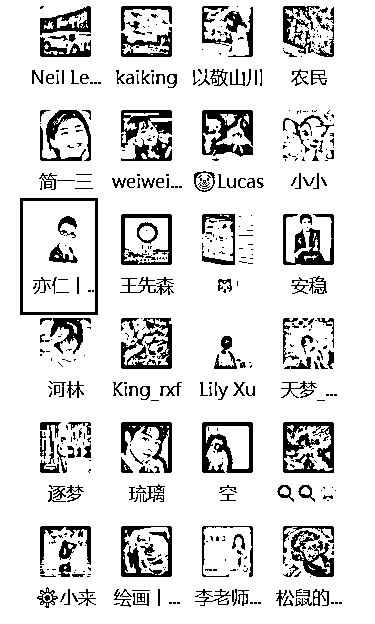 Neil Le... kaiking 以敬山川 农民
简一三 weiwei... Lucas 小小
亦仁丨... 王先森 安稳
河林 King_rxf Lily Xu 天梦_...
逐梦 琉璃 空
小来 绘画丨... 李老师... 松鼠的...